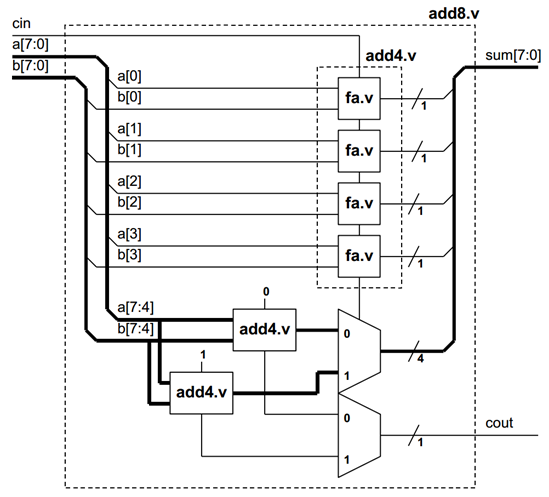 add8.v
cin
a[7:0]
b[7:0]
add4.v
sum[7:0]
a[0]
b[0]
fa.v
1
a[1]
b[1]
fa.v
1
a[2]
b[2]
fa.v
1
a[3]
b[3]
fa.v
1
0
a[7:4]
b[7:4]
add4.v
0
4
1
add4.v
1
0
cout
1
1